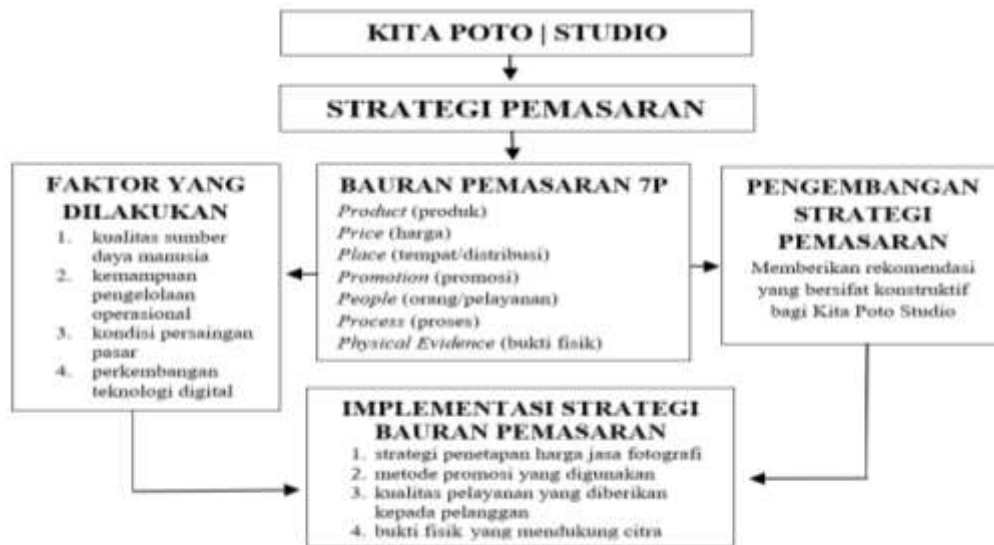 KITA POTO | STUDIO
STRATEGI PEMASARAN
FAKTOR YANG
DILAKUKAN
1. kualitas sumber
daya manusia
2. kemampuan
pengelolaan
operasional
3. kondisi persaingan
pasar
4. perkembangan
teknologi digital
BAURAN PEMASARAN 7P
Product (produk)
Price (harga)
Place (tempat/distribusi)
Promotion (promosi)
People (orang/pelayanan)
Process (proses)
Physical Evidence (bukti fisik)
PENGEMBANGAN
STRATEGI
PEMASARAN
Memberikan rekomendasi
yang bersifat konstruktif
bagi Kita Poto Studio
IMPLEMENTASI STRATEGI
BAURAN PEMASARAN
1. strategi penetapan harga jasa fotografi
2. metode promosi yang digunakan
3. kualitas pelayanan yang diberikan
kepada pelanggan
4. bukti fisik yang mendukung citra